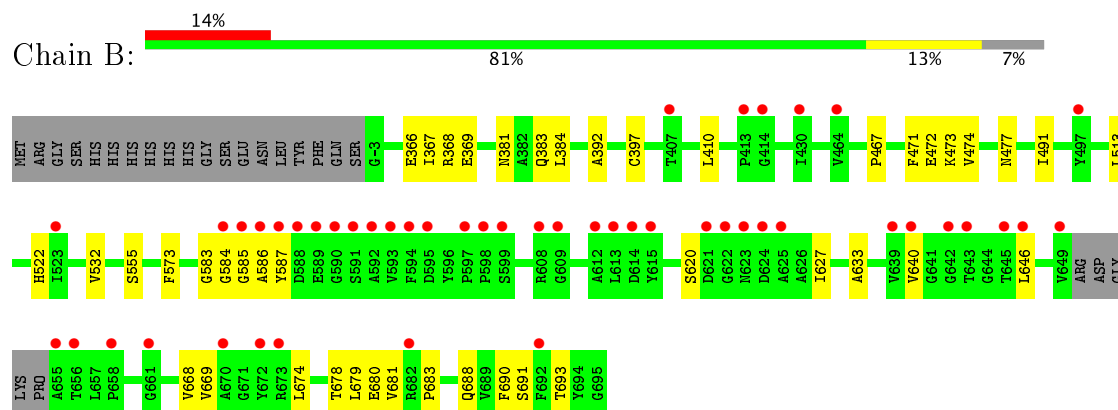 14%
Chain B:
81% 13% 7%
MET ARG GLY SER HIS HIS HIS HIS HIS HIS GLY SER GLU ASN LEU TYR PHE GLN SER G-3 E366 I367 R368 E369 N381 A382 Q383 L384 A392 C397 T407 L410 P413 G414 I430 V464 P467 F471 E472 K473 V474 N477 I491 Y497
H522 I523 V532 S555 F573 G583 G584 G585 A586 Y587 D588 E589 G590 S591 A592 V593 F594 D595 Y596 P597 P598 S599 R608 G609 A612 L613 D614 Y615 S620 D621 G622 N623 D624 A625 A626 I627 A633 V639 V640 G641 G642 T643 G644 T645 L646 V649 ARG ASP GLY
LYS PRO A655 T656 L657 P658 G661 V668 V669 A670 G671 Y672 R673 L674 T678 L679 E680 V681 R682 P683 Q688 V689 F690 S691 F692 T693 Y694 G695